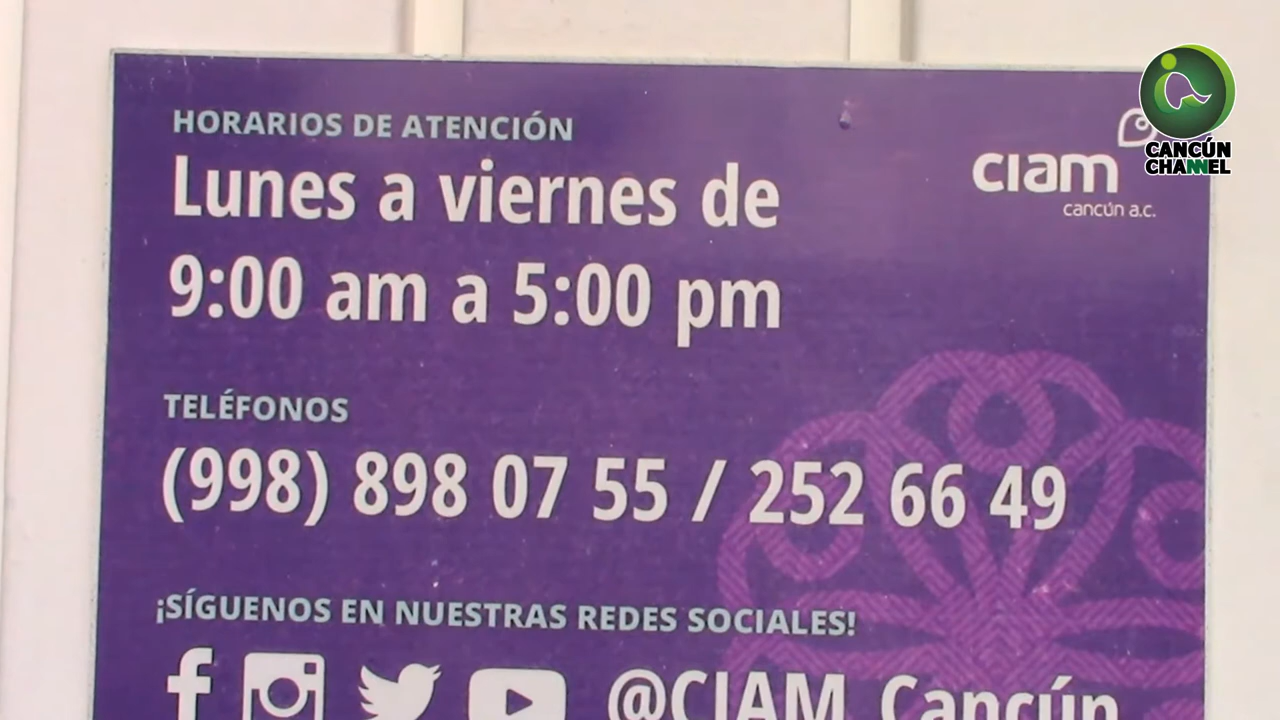 HORARIOS DE ATENCIÓN
Lunes a viernes de
9:00 am a 5:00 pm
ciam
cancún a.c.
CANCÚN
CHANNEL
TELÉFONOS
(998) 898 07 55 / 252 66 49
¡SÍGUENOS EN NUESTRAS REDES SOCIALES!
@CIAM_Cancún